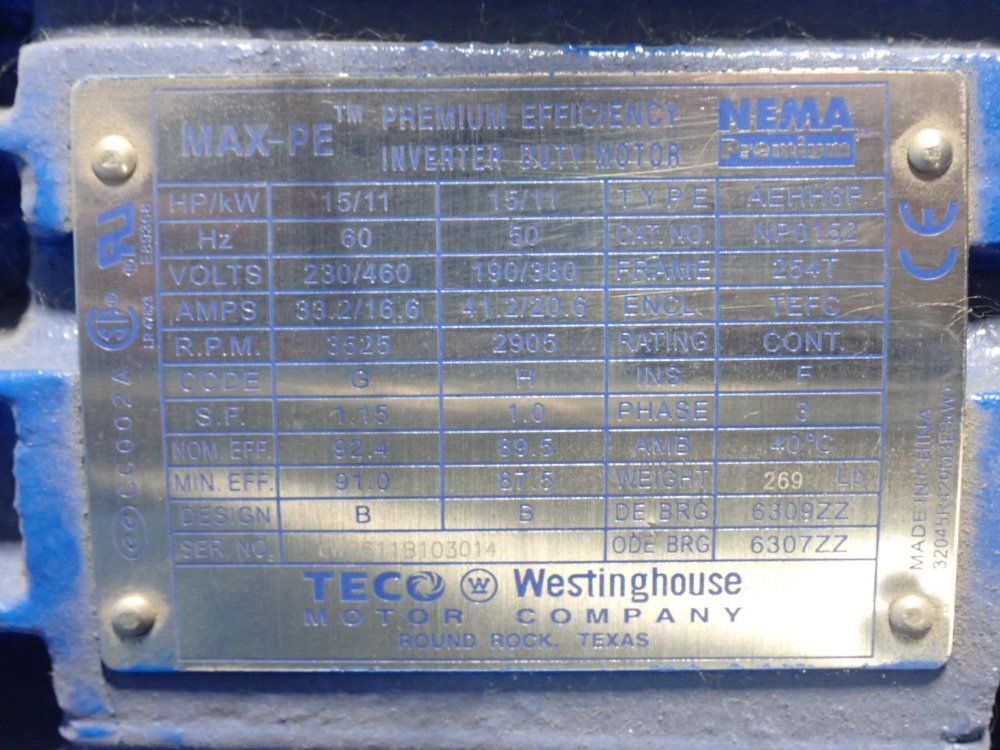 MAX-PE ™ PREMIUM EFFICIENCY
INVERTER DUTY MOTOR
NEMA
Premium™
HP/kW 15/11 15/11 TYPE AEHH8P
Hz 60 50 CAT. NO. NP0152
VOLTS 230/460 190/380 FRAME 254T
AMPS 33.2/16.6 41.2/20.6 ENCL. TEFC
R.P.M. 3525 2905 RATING CONT.
CODE G H INS. F
S.F. 1.15 1.0 PHASE 3
NOM. EFF. 92.4 89.5 AMB 40°C
MIN. EFF. 91.0 87.5 WEIGHT 269 Lb
DESIGN B B DE BRG 6309ZZ
SER NO. ODE BRG 6307ZZ
TECO W Westinghouse
MOTOR COMPANY
ROUND ROCK, TEXAS
CC002A
CE
MADE IN CHINA